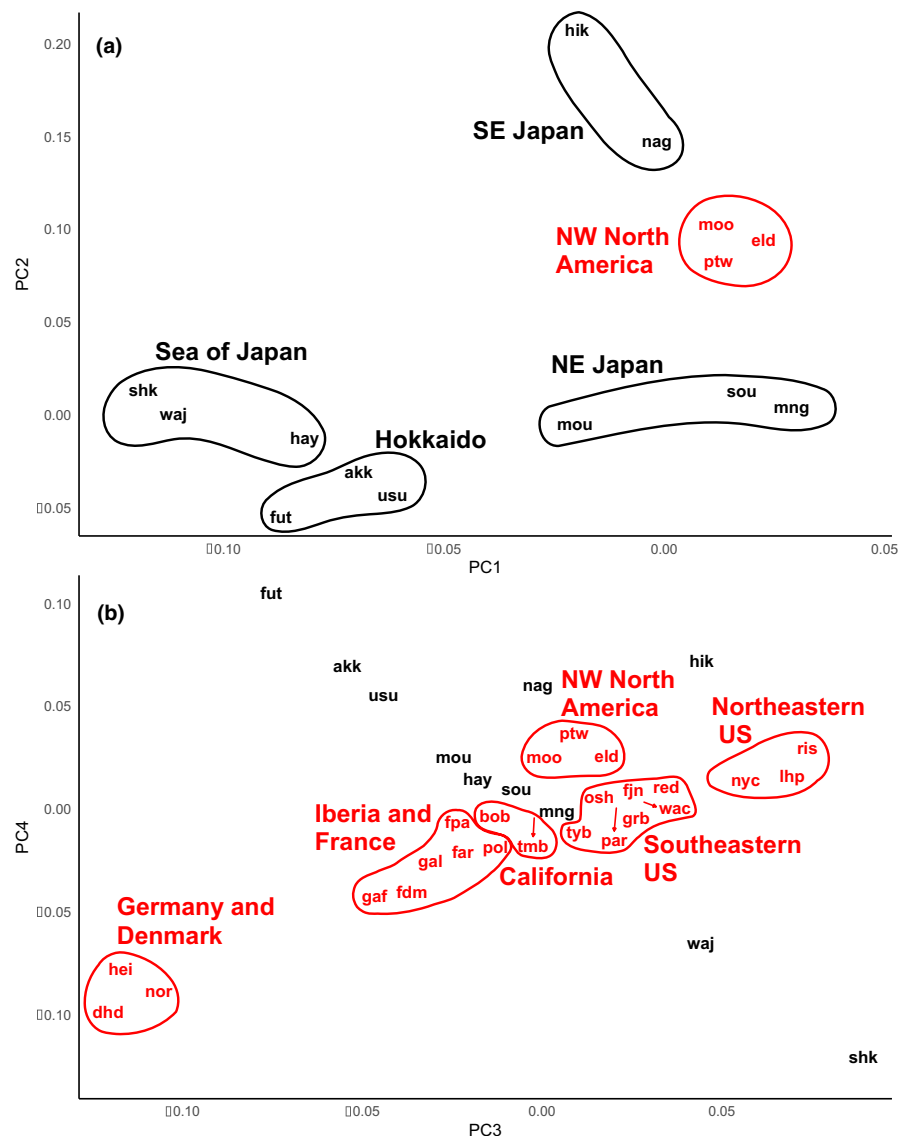 (a)
hik
0.20
SE Japan
nag
0.15
PC2
0.10
NW North
America
moo
eld
ptw
0.05
Sea of Japan
NE Japan
shk
waj
hay
0.00
sou
mng
mou
Hokkaido
akk
usu
fut
▯0.05
▯0.10
▯0.05
0.00
0.05
PC1
(b)
fut
0.10
akk
usu
hik
nag
0.05
NW North
America
ptw
moo
eld
Northeastern
US
ris
nyc
lhp
mou
hay
sou
mng
0.00
PC4
osh
fjn
red
wac
grb
tyb
par
Southeastern
US
Iberia and
France
fpa
bob
gal
far
pol
tmb
gaf
fdm
California
▯0.05
Germany and
Denmark
hei
nor
dhd
waj
▯0.10
shk
▯0.10
▯0.05
0.00
0.05
PC3